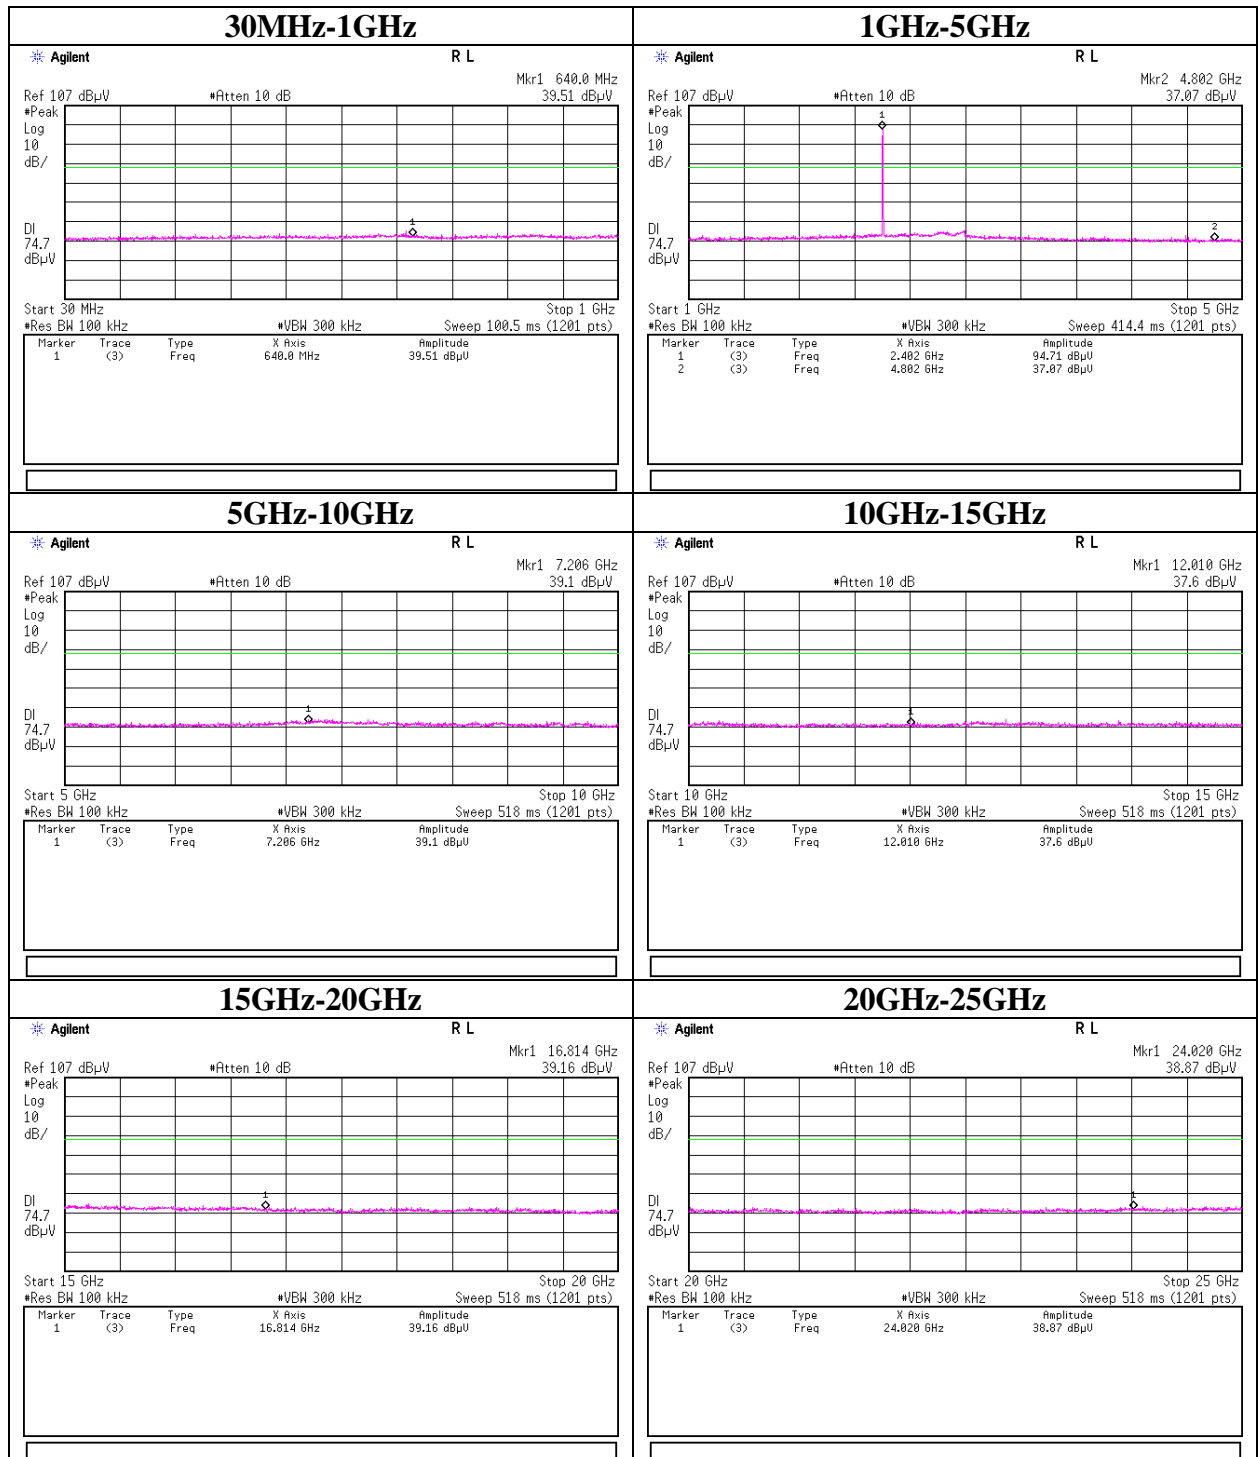 30MHz-1GHz
Agilent R L
Mkr1 640.0 MHz
Ref 107 dBµV #Atten 10 dB 39.51 dBµV
#Peak
Log
10
dB/
1
DI
74.7
dBµV
Start 30 MHz Stop 1 GHz
#Res BW 100 kHz #VBW 300 kHz Sweep 100.5 ms (1201 pts)
Marker Trace Type X Axis Amplitude
1 (3) Freq 640.0 MHz 39.51 dBµV
1GHz-5GHz
Agilent R L
Mkr2 4.802 GHz
Ref 107 dBµV #Atten 10 dB 37.07 dBµV
#Peak
Log
10
dB/
1
2
DI
74.7
dBµV
Start 1 GHz Stop 5 GHz
#Res BW 100 kHz #VBW 300 kHz Sweep 414.4 ms (1201 pts)
Marker Trace Type X Axis Amplitude
1 (3) Freq 2.402 GHz 94.71 dBµV
2 (3) Freq 4.802 GHz 37.07 dBµV
5GHz-10GHz
Agilent R L
Mkr1 7.206 GHz
Ref 107 dBµV #Atten 10 dB 39.1 dBµV
#Peak
Log
10
dB/
1
DI
74.7
dBµV
Start 5 GHz Stop 10 GHz
#Res BW 100 kHz #VBW 300 kHz Sweep 518 ms (1201 pts)
Marker Trace Type X Axis Amplitude
1 (3) Freq 7.206 GHz 39.1 dBµV
10GHz-15GHz
Agilent R L
Mkr1 12.010 GHz
Ref 107 dBµV #Atten 10 dB 37.6 dBµV
#Peak
Log
10
dB/
1
DI
74.7
dBµV
Start 10 GHz Stop 15 GHz
#Res BW 100 kHz #VBW 300 kHz Sweep 518 ms (1201 pts)
Marker Trace Type X Axis Amplitude
1 (3) Freq 12.010 GHz 37.6 dBµV
15GHz-20GHz
Agilent R L
Mkr1 16.814 GHz
Ref 107 dBµV #Atten 10 dB 39.16 dBµV
#Peak
Log
10
dB/
1
DI
74.7
dBµV
Start 15 GHz Stop 20 GHz
#Res BW 100 kHz #VBW 300 kHz Sweep 518 ms (1201 pts)
Marker Trace Type X Axis Amplitude
1 (3) Freq 16.814 GHz 39.16 dBµV
20GHz-25GHz
Agilent R L
Mkr1 24.020 GHz
Ref 107 dBµV #Atten 10 dB 38.87 dBµV
#Peak
Log
10
dB/
1
DI
74.7
dBµV
Start 20 GHz Stop 25 GHz
#Res BW 100 kHz #VBW 300 kHz Sweep 518 ms (1201 pts)
Marker Trace Type X Axis Amplitude
1 (3) Freq 24.020 GHz 38.87 dBµV